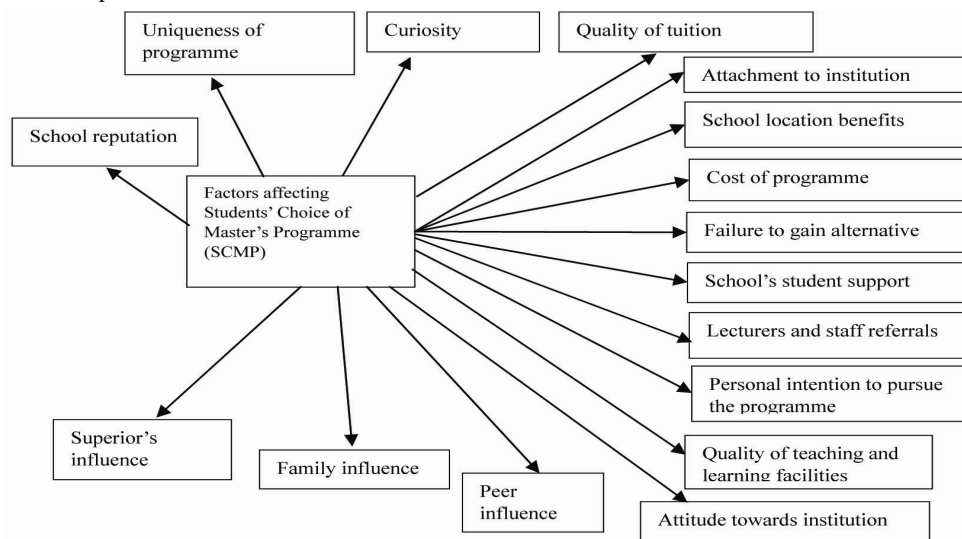 Uniqueness of
programme
Curiosity
Quality of tuition
Attachment to institution
School location benefits
School reputation
Cost of programme
Factors affecting
Students’ Choice of
Master’s Programme
(SCMP)
Failure to gain alternative
School’s student support
Lecturers and staff referrals
Personal intention to pursue
the programme
Superior’s
influence
Family influence
Peer
influence
Quality of teaching and
learning facilities
Attitude towards institution